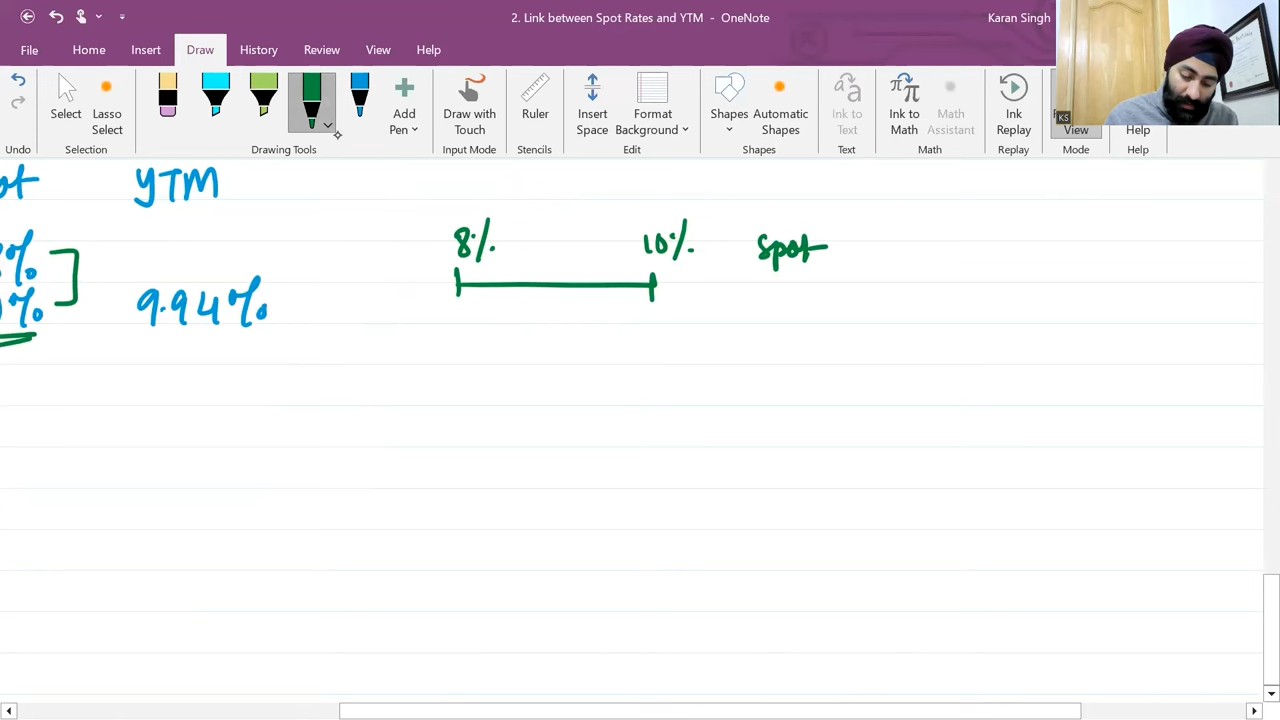 2. Link between Spot Rates and YTM - OneNote
Karan Singh
File Home Insert Draw History Review View Help
Undo
Select
Lasso Select
Selection
Add Pen
Drawing Tools
Draw with Touch
Input Mode
Ruler
Stencils
Insert Space
Format Background
Edit
Shapes
Automatic Shapes
Shapes
Ink to Text
Text
Ink to Math
Math Assistant
Math
Ink Replay
Replay
View
Mode
Help
Help
KS
YTM
8% 10% spot
9.94%